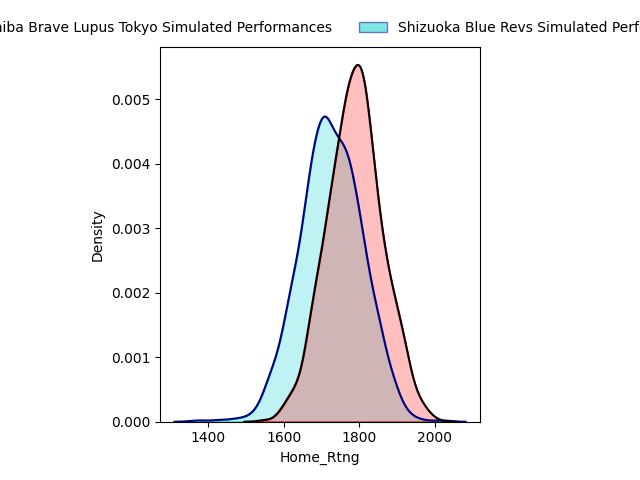 Brave Lupus Tokyo Simulated Performances Shizuoka Blue Revs Simulated
0.005
0.004
0.003
0.002
0.001
0.000
Density
1400 1600 1800 2000
Home_Rtng